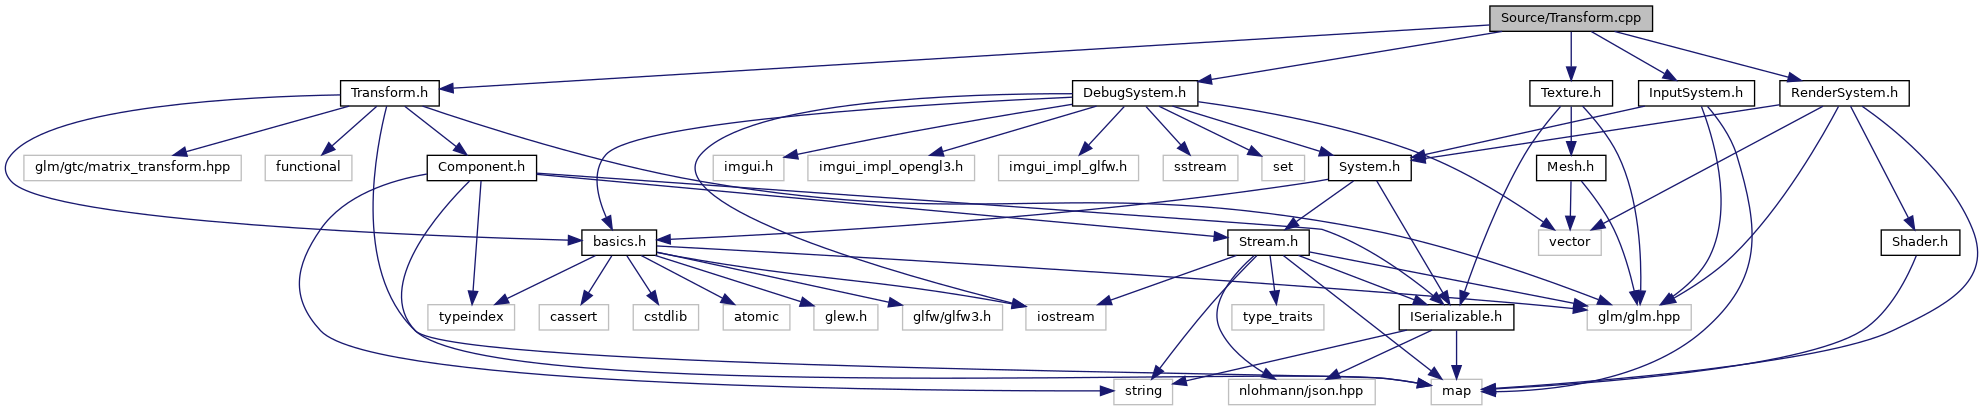 Source/Transform.cpp
Transform.h
DebugSystem.h
Texture.h
InputSystem.h
RenderSystem.h
glm/gtc/matrix_transform.hpp
functional
Component.h
imgui.h
imgui_impl_opengl3.h
imgui_impl_glfw.h
sstream
set
System.h
Mesh.h
basics.h
Stream.h
vector
Shader.h
typeindex
cassert
cstdlib
atomic
glew.h
glfw/glfw3.h
iostream
type_traits
ISerializable.h
glm/glm.hpp
string
nlohmann/json.hpp
map